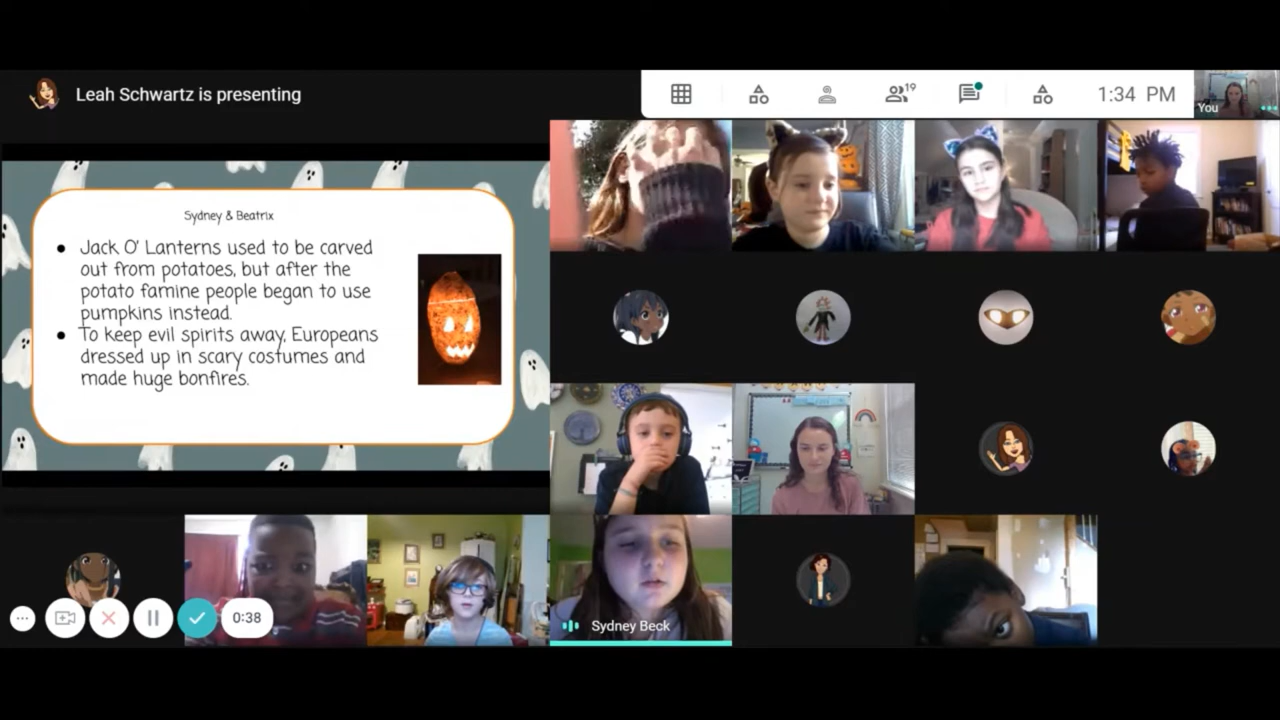 Leah Schwartz is presenting
19
1:34 PM
You
Sydney & Beatrix
• Jack O' Lanterns used to be carved
out from potatoes, but after the
potato famine people began to use
pumpkins instead.
• To keep evil spirits away, Europeans
dressed up in scary costumes and
made huge bonfires.
0:38
Sydney Beck